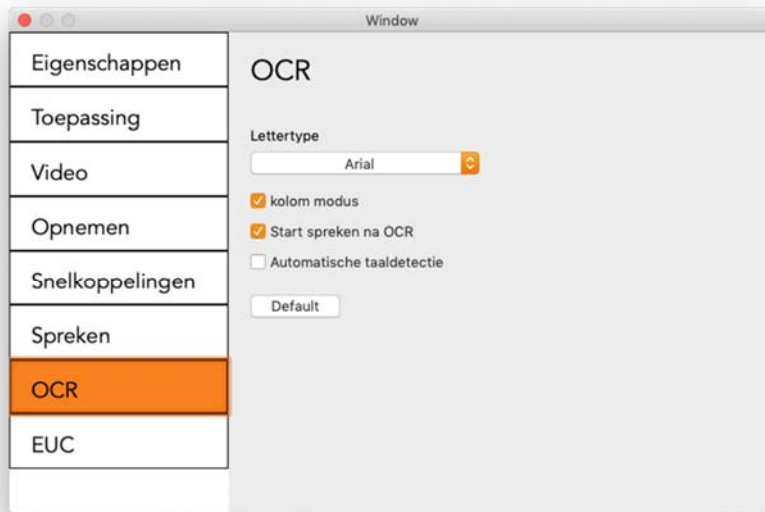 Window
Eigenschappen
Toepassing
Video
Opnemen
Snelkoppelingen
Spreken
OCR
EUC
OCR
Lettertype
Arial
kolom modus
Start spreken na OCR
Automatische taaldetectie
Default